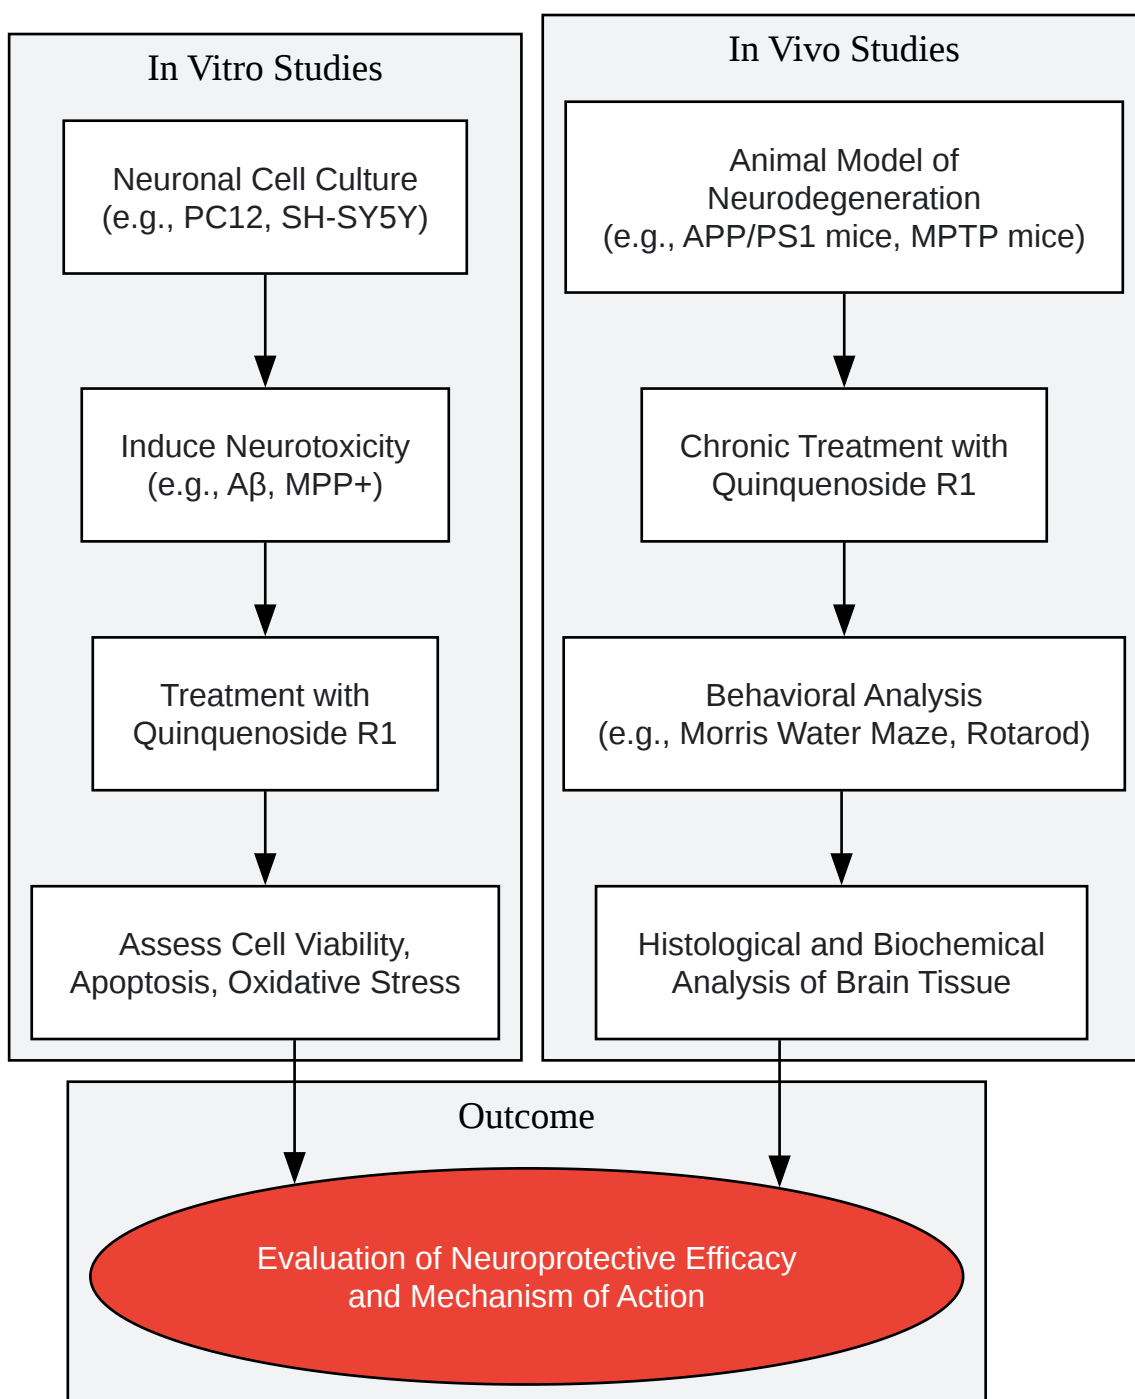 In Vitro Studies
Neuronal Cell Culture
(e.g., PC12, SH-SY5Y)
Induce Neurotoxicity
(e.g., Aβ, MPP+)
Treatment with
Quinquenoside R1
Assess Cell Viability,
Apoptosis, Oxidative Stress
In Vivo Studies
Animal Model of
Neurodegeneration
(e.g., APP/PS1 mice, MPTP mice)
Chronic Treatment with
Quinquenoside R1
Behavioral Analysis
(e.g., Morris Water Maze, Rotarod)
Histological and Biochemical
Analysis of Brain Tissue
Outcome
Evaluation of Neuroprotective Efficacy
and Mechanism of Action